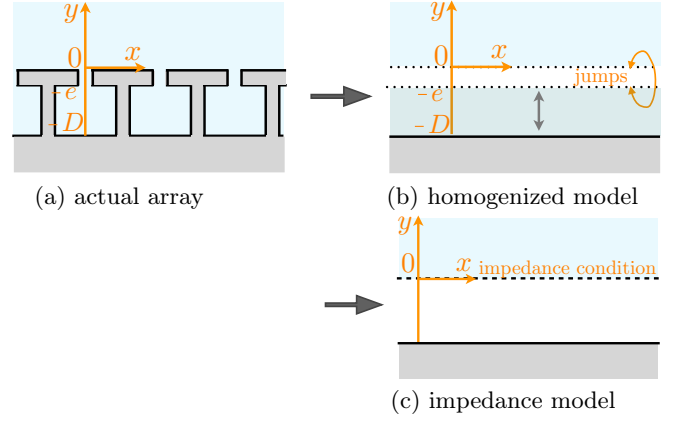 y
0
x
-e
-D
(a) actual array
y
0
x
jumps
-e
-D
(b) homogenized model
y
0
x
impedance condition
(c) impedance model